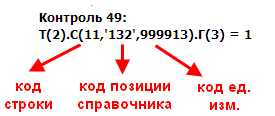 Контроль 49:
Т(2).С(11,'132',999913).Г(3) = 1
код строки
код позиции справочника
код ед. изм.